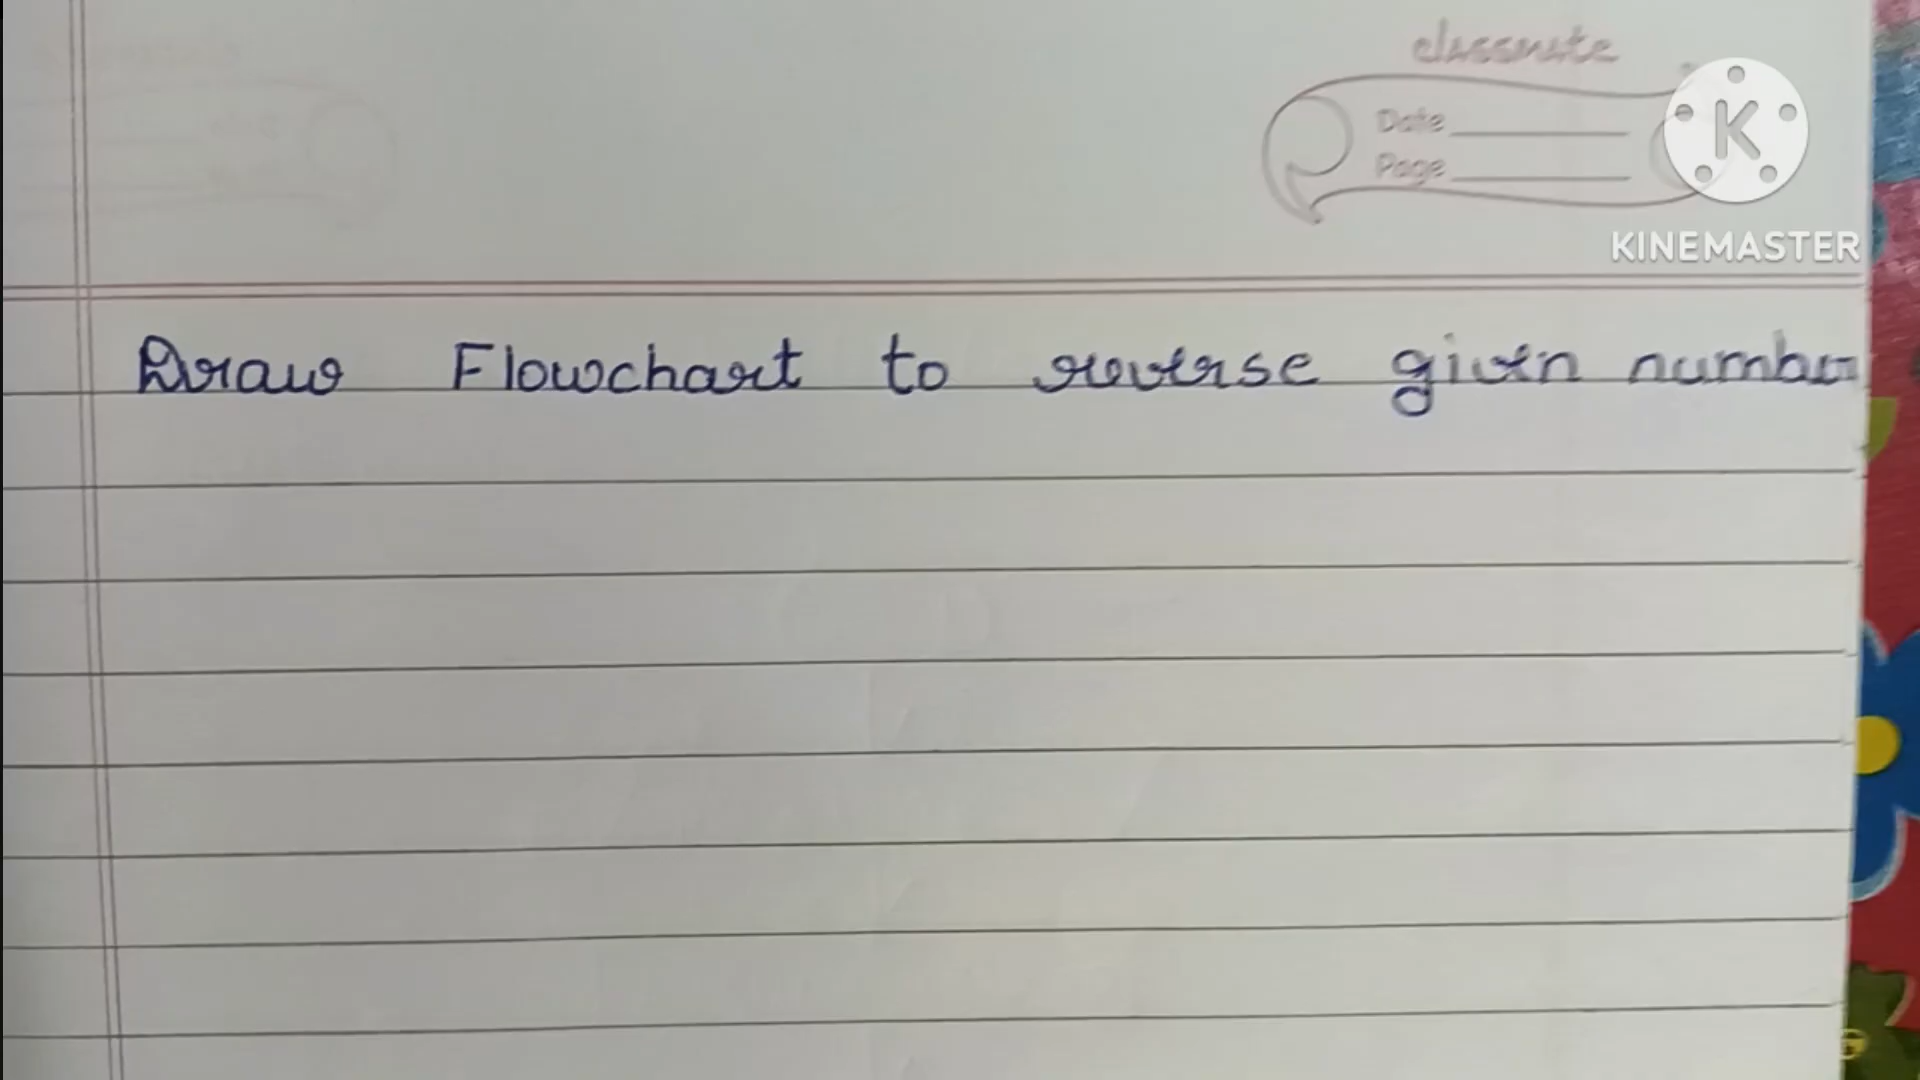 classmate
Date
Page
KINEMASTER
Draw Flowchart to reverse given number